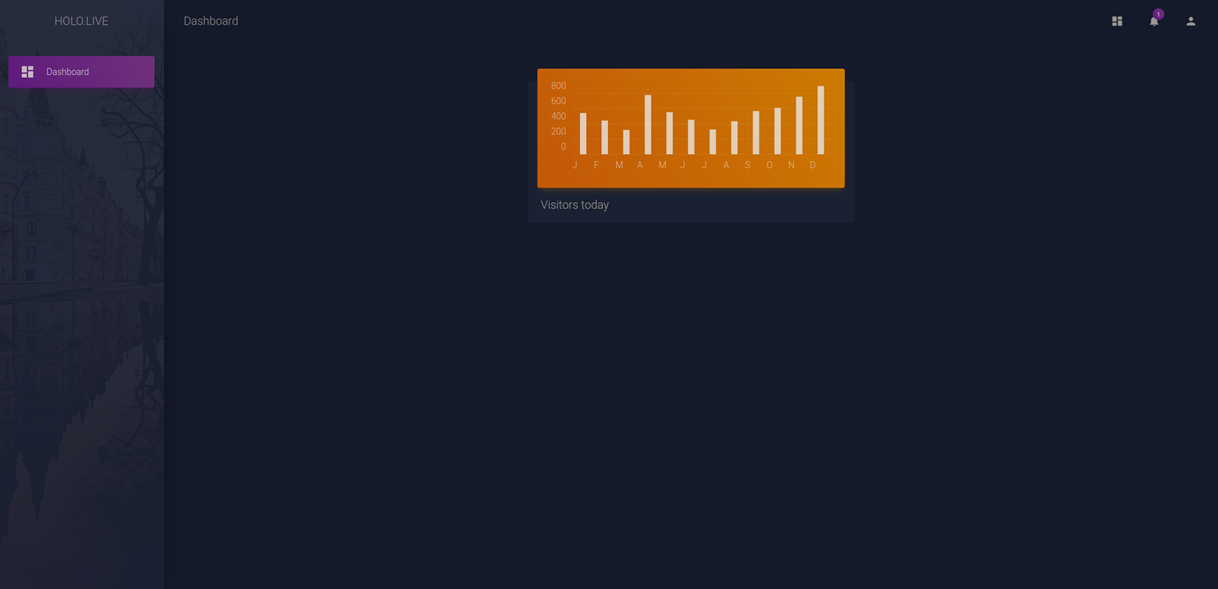 HOLO.LIVE
Dashboard
Dashboard
1
800
600
400
200
0
J F M A M J J A S O N D
Visitors today